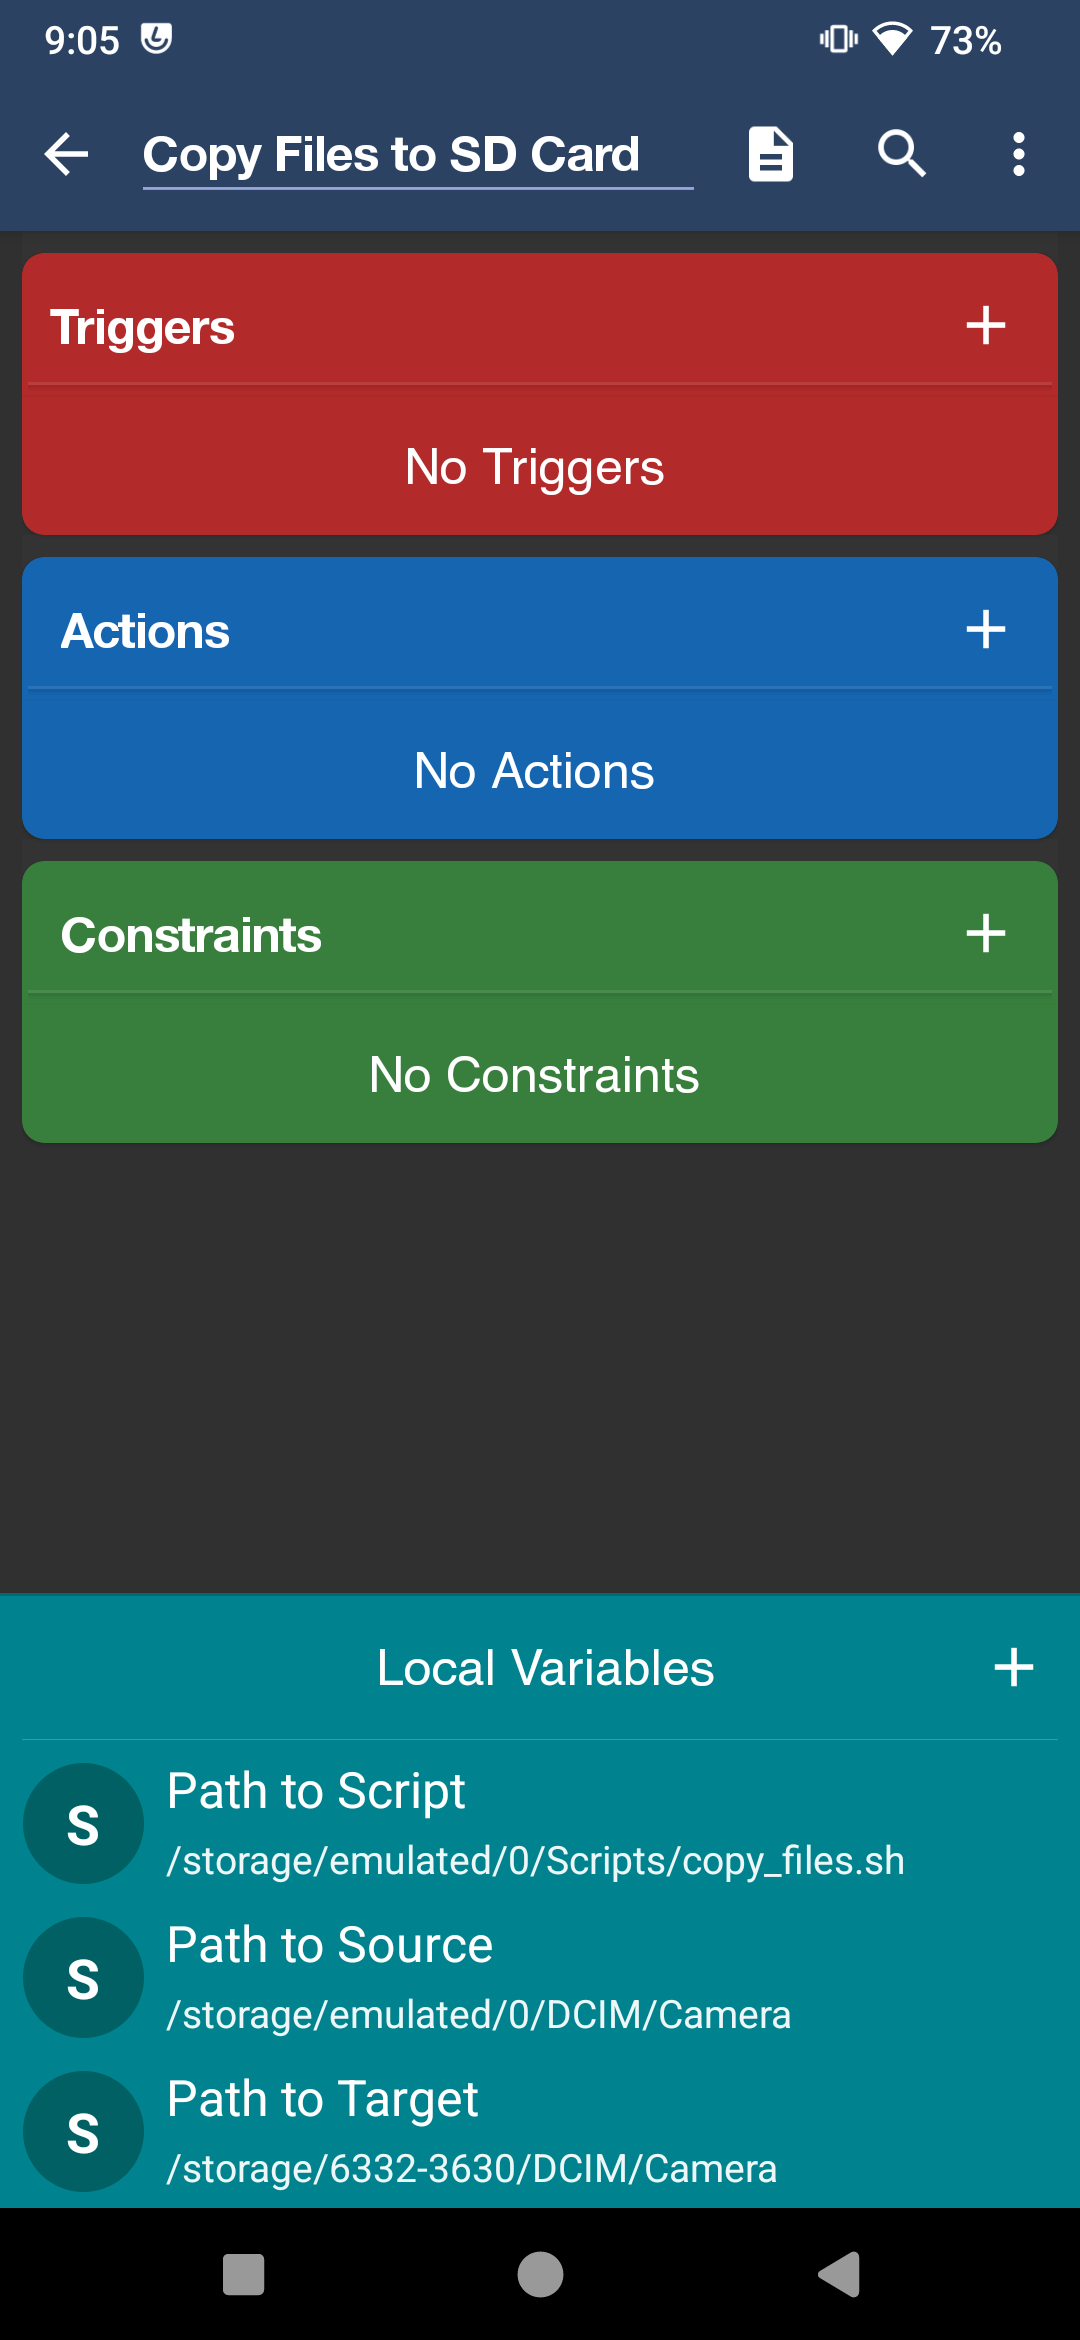 9:05
73%
Copy Files to SD Card
Triggers
No Triggers
Actions
No Actions
Constraints
No Constraints
Local Variables
S
Path to Script
/storage/emulated/0/Scripts/copy_files.sh
S
Path to Source
/storage/emulated/0/DCIM/Camera
S
Path to Target
/storage/6332-3630/DCIM/Camera